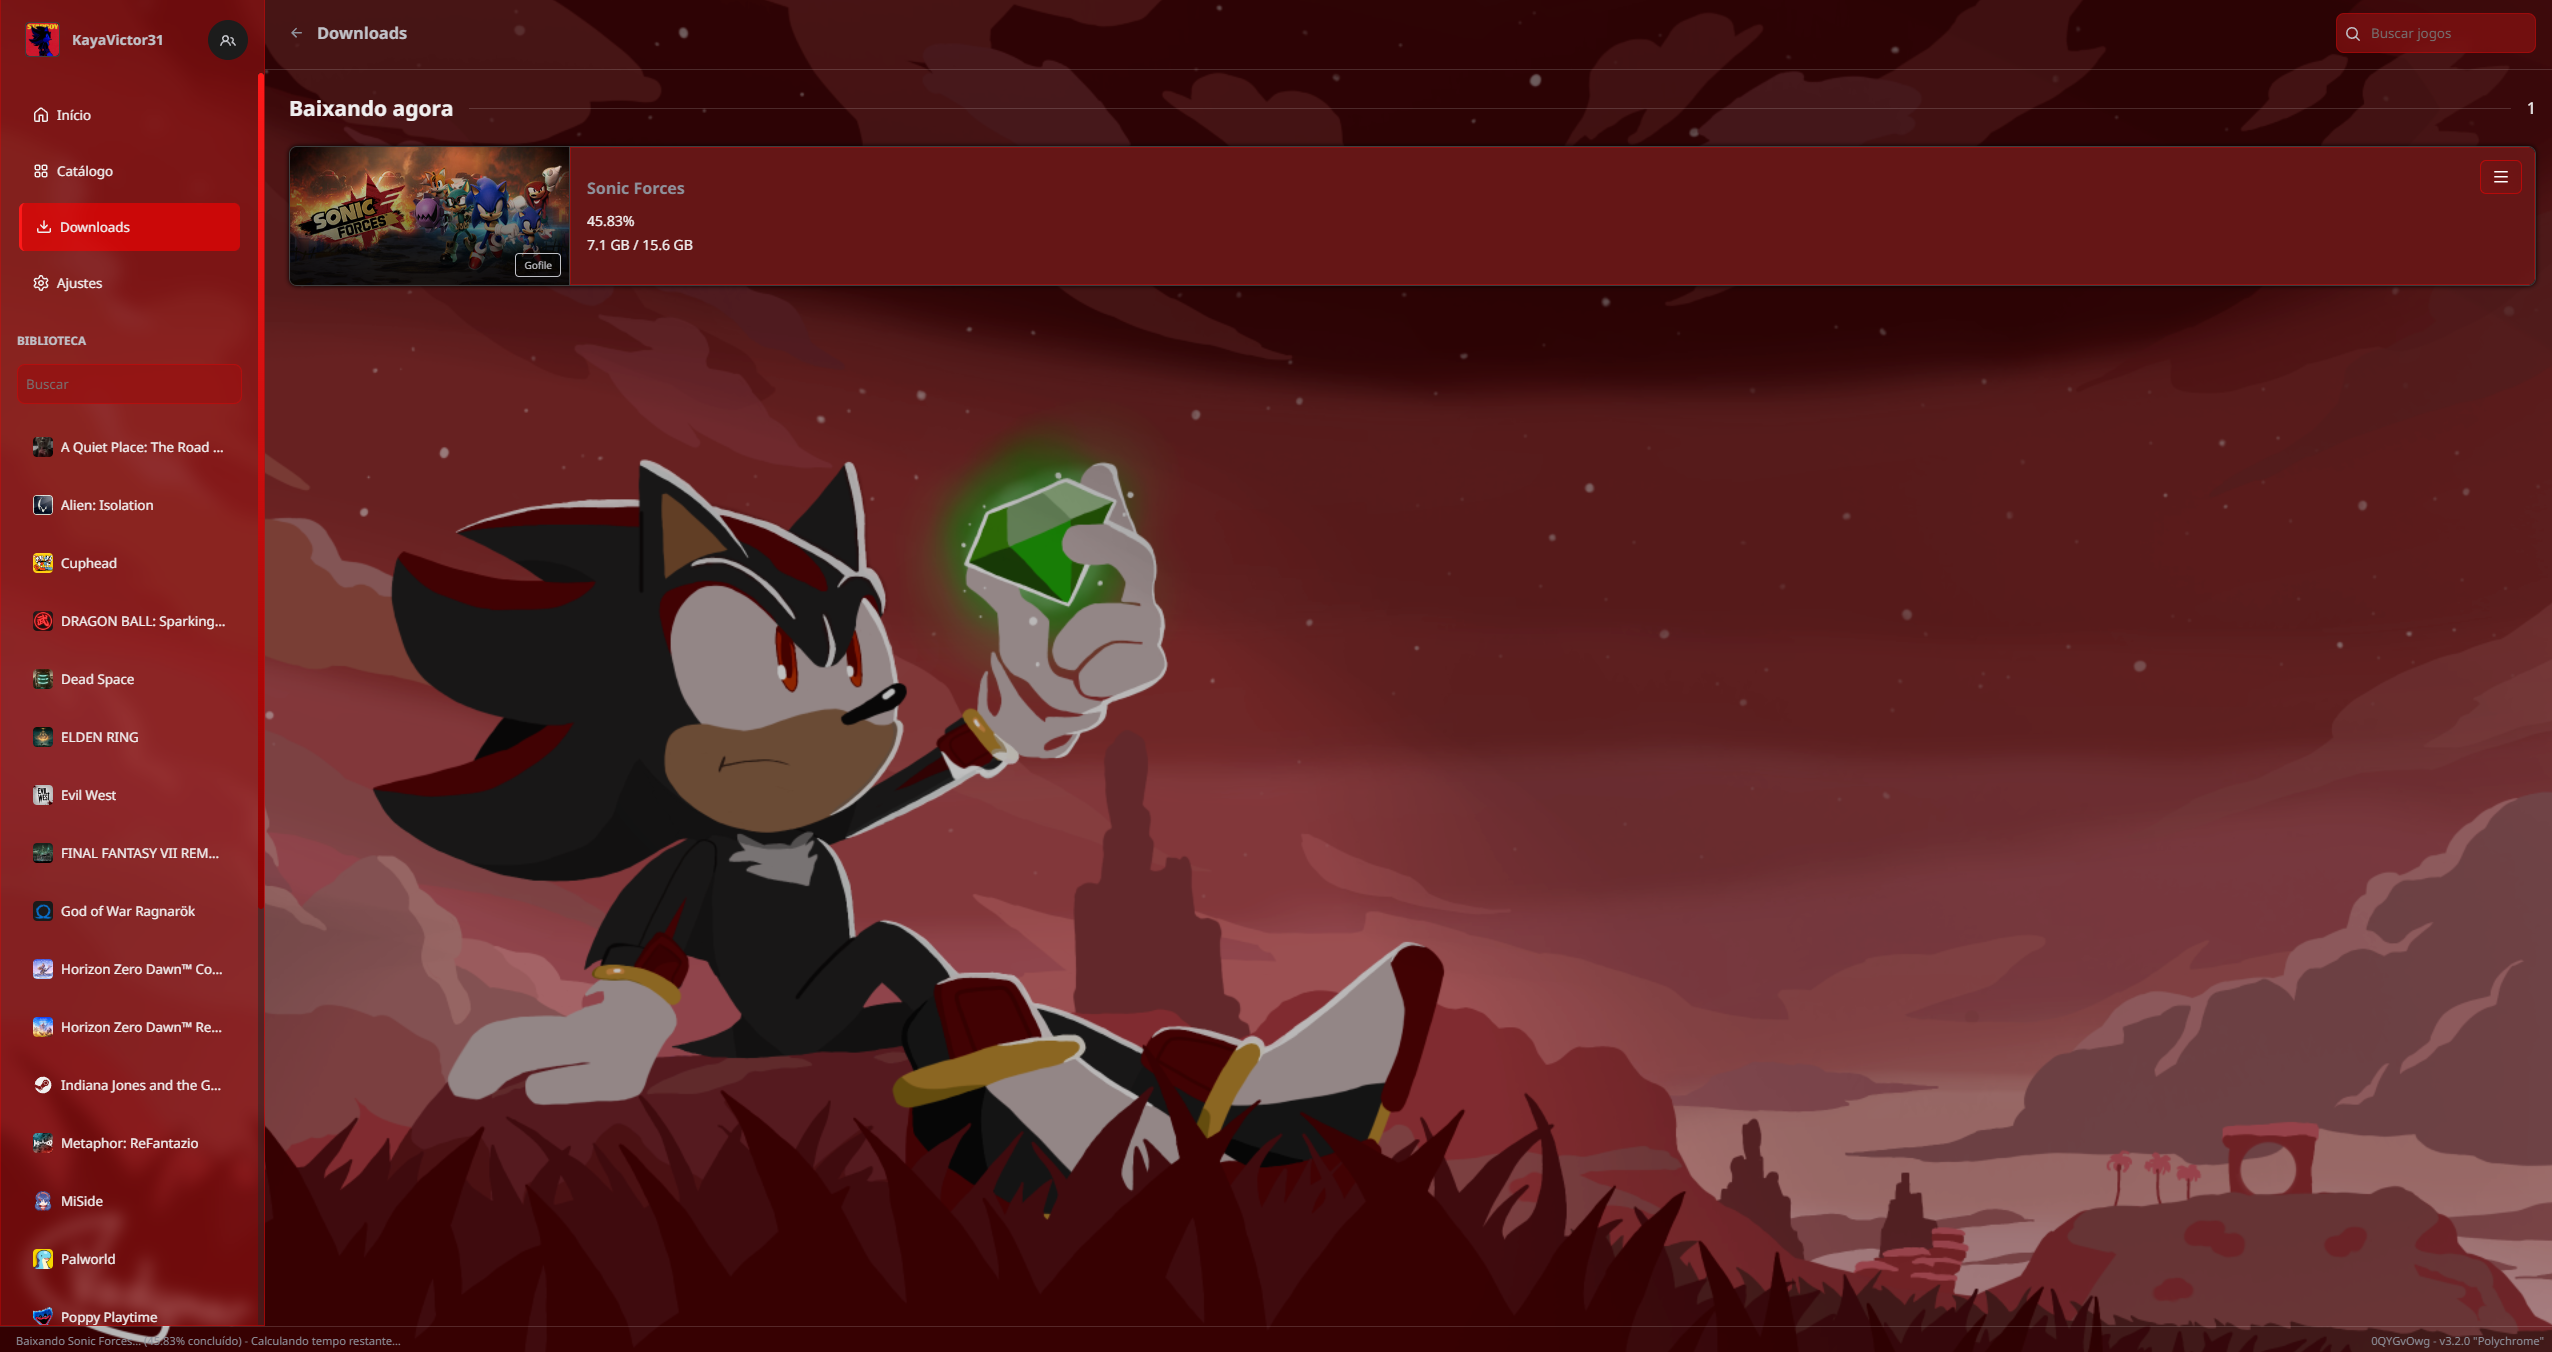 KayaVictor31
Início
Catálogo
Downloads
Ajustes
BIBLIOTECA
Buscar
A Quiet Place: The Road ...
Alien: Isolation
Cuphead
DRAGON BALL: Sparking...
Dead Space
ELDEN RING
Evil West
FINAL FANTASY VII REM...
God of War Ragnarök
Horizon Zero Dawn™ Co...
Horizon Zero Dawn™ Re...
Indiana Jones and the G...
Metaphor: ReFantazio
MiSide
Palworld
Poppy Playtime
Downloads
Buscar jogos
Baixando agora
1
SONIC
FORCES
Gofile
Sonic Forces
45.83%
7.1 GB / 15.6 GB
Baixando Sonic Forces... (45.83% concluído) - Calculando tempo restante...
0QYGvOwg - v3.2.0 "Polychrome"